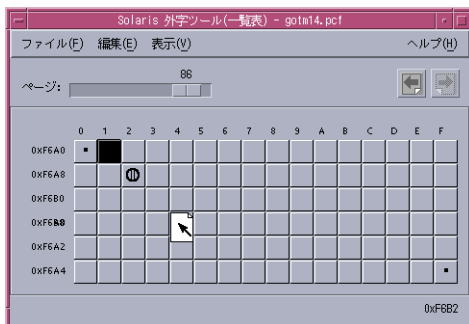 Solaris 外字ツール(一覧表) - gotm14.pcf
ファイル(F) 編集(E) 表示(V) ヘルプ(H)
86
ページ:
0 1 2 3 4 5 6 7 8 9 A B C D E F
0xF6A0
0xF6A8
0xF6B0
0xF6B8
0xF6A2
0xF6A4
0xF6B2